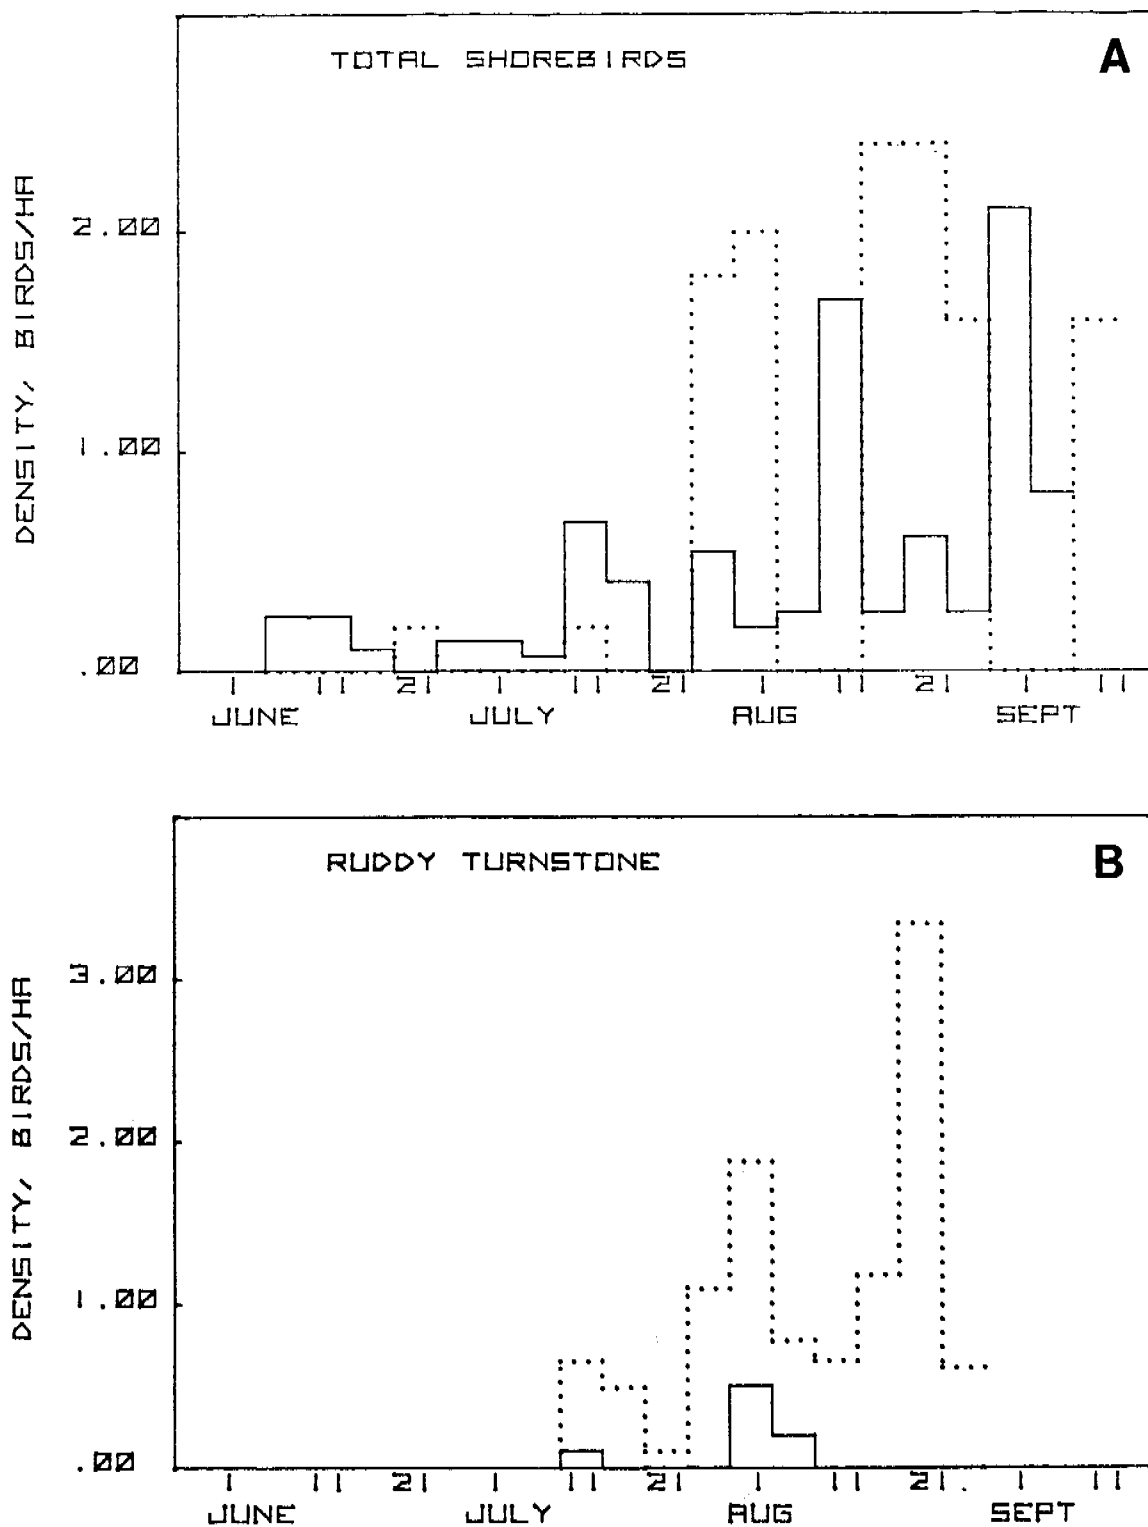 TOTAL SHOREBIRDS
A
DENSITY, BIRDS/HA
2.00
1.00
.00
1 11 21 1 11 21 1 11 21 1 11
JUNE JULY AUG SEPT
RUDDY TURNSTONE
B
DENSITY, BIRDS/HA
3.00
2.00
1.00
.00
1 11 21 1 11 21 1 11 21 1 11
JUNE JULY AUG SEPT